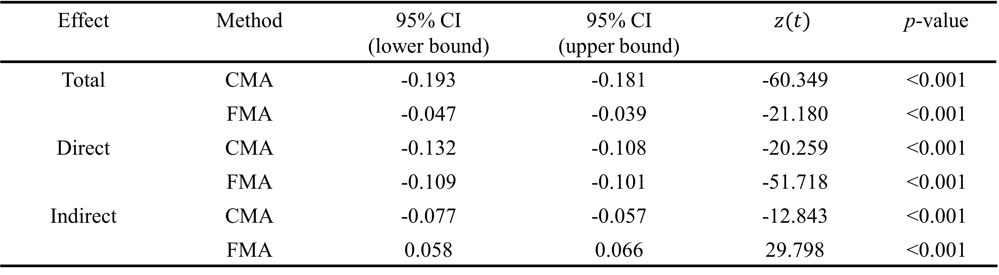 Effect Method 95% CI 95% CI z(t) p-value
(lower bound) (upper bound)
Total CMA -0.193 -0.181 -60.349 <0.001
FMA -0.047 -0.039 -21.180 <0.001
Direct CMA -0.132 -0.108 -20.259 <0.001
FMA -0.109 -0.101 -51.718 <0.001
Indirect CMA -0.077 -0.057 -12.843 <0.001
FMA 0.058 0.066 29.798 <0.001